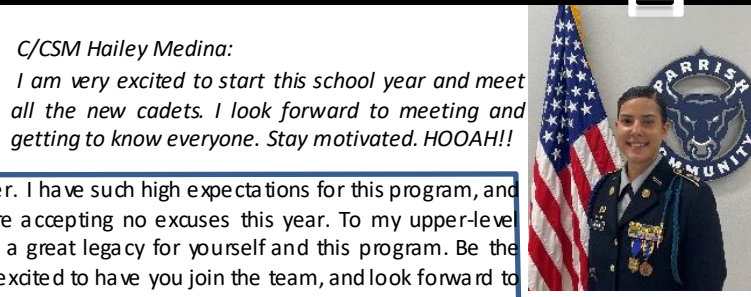 C/CSM Hailey Medina:
I am very excited to start this school year and meet
all the new cadets. I look forward to meeting and
getting to know everyone. Stay motivated. HOOAH!!
er. I have such high expectations for this program, and
re accepting no excuses this year. To my upper-level
a great legacy for yourself and this program. Be the
excited to have you join the team, and look forward to
PARRISH
COMMUNITY